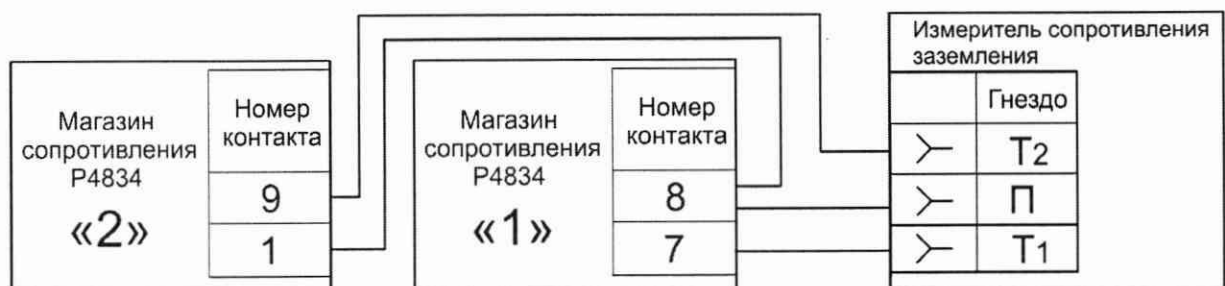 Магазин
сопротивления
Р4834
«2»
Номер
контакта
9
1
Магазин
сопротивления
Р4834
«1»
Номер
контакта
8
7
Измеритель сопротивления
заземления
Гнездо
Т2
П
Т1